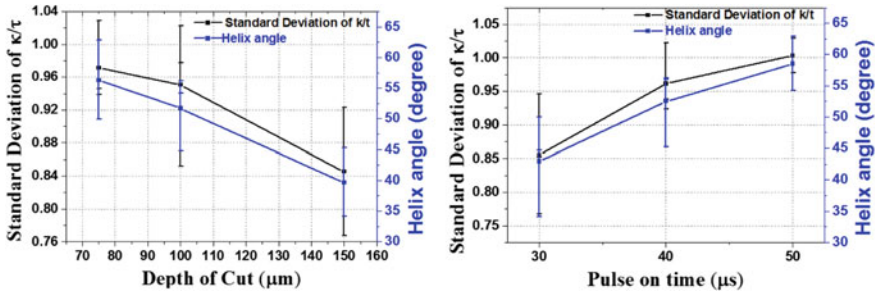 Standard Deviation of κ/τ
1.04
1.00
0.96
0.92
0.88
0.84
0.80
0.76
Standard Deviation of k/t
Helix angle
65
60
55
50
45
40
35
30
Helix angle (degree)
70 80 90 100 110 120 130 140 150 160
Depth of Cut (μm)
Standard Deviation of κ/τ
1.05
1.00
0.95
0.90
0.85
0.80
0.75
Standard Deviation of k/t
Helix angle
65
60
55
50
45
40
35
30
Helix angle (degree)
30 40 50
Pulse on time (μs)